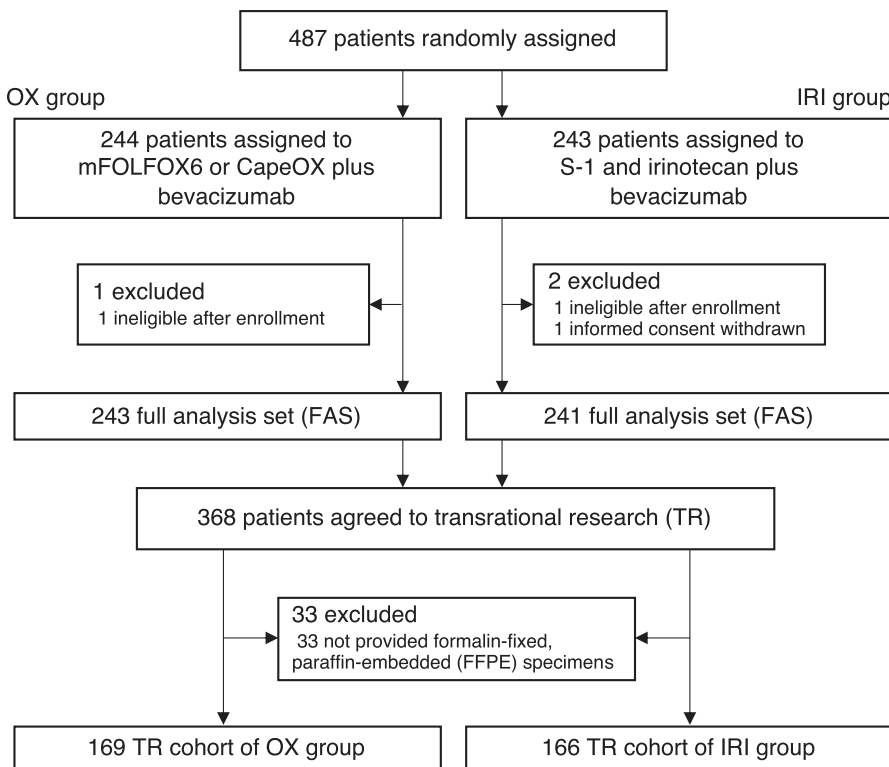 487 patients randomly assigned
OX group
IRI group
244 patients assigned to
mFOLFOX6 or CapeOX plus
bevacizumab
243 patients assigned to
S-1 and irinotecan plus
bevacizumab
1 excluded
1 ineligible after enrollment
2 excluded
1 ineligible after enrollment
1 informed consent withdrawn
243 full analysis set (FAS)
241 full analysis set (FAS)
368 patients agreed to transrational research (TR)
33 excluded
33 not provided formalin-fixed,
paraffin-embedded (FFPE) specimens
169 TR cohort of OX group
166 TR cohort of IRI group